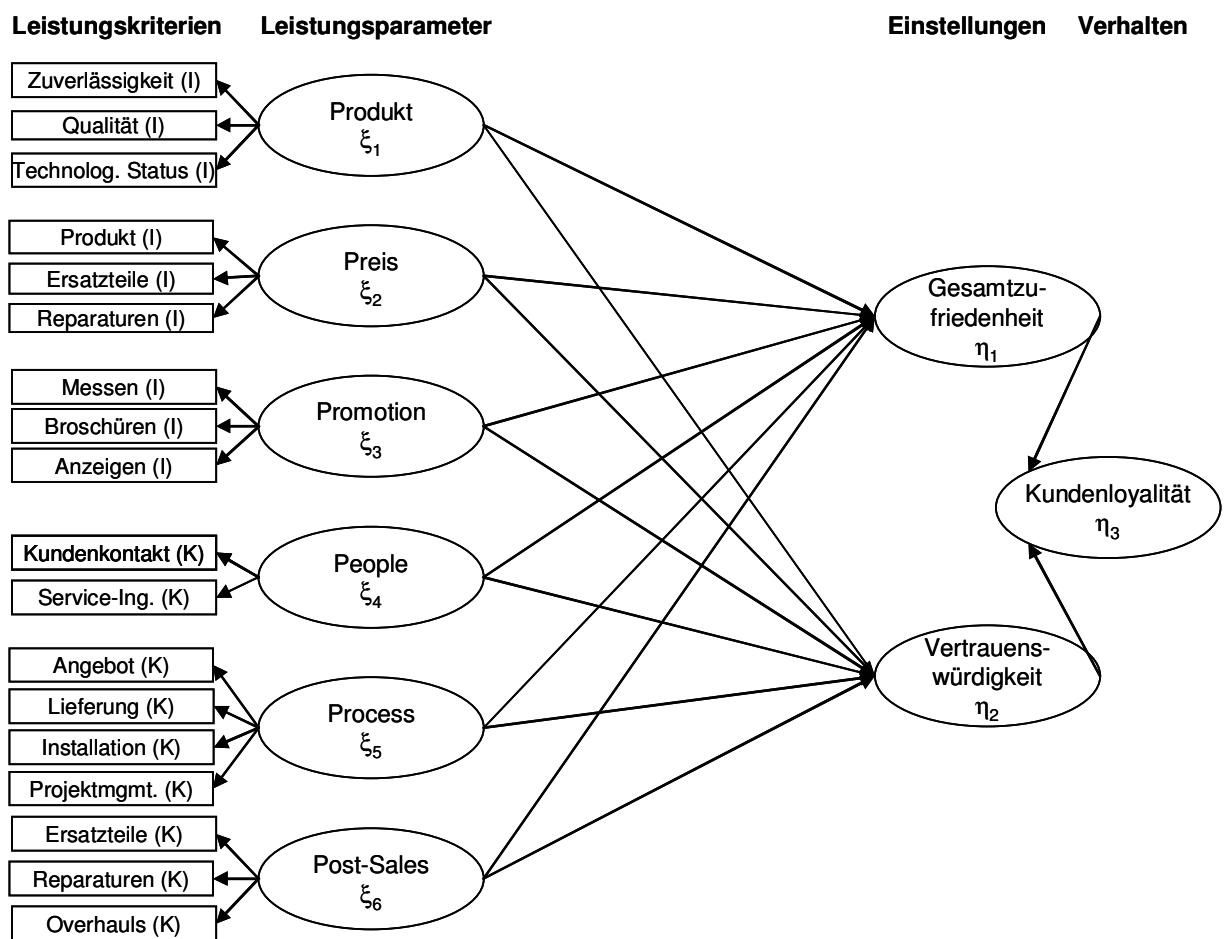 Leistungskriterien Leistungsparameter Einstellungen Verhalten
Zuverlässigkeit (I)
Qualität (I)
Technolog. Status (I)
Produkt
ξ1
Produkt (I)
Ersatzteile (I)
Reparaturen (I)
Preis
ξ2
Messen (I)
Broschüren (I)
Anzeigen (I)
Promotion
ξ3
Kundenkontakt (K)
Service-Ing. (K)
People
ξ4
Angebot (K)
Lieferung (K)
Installation (K)
Projektmgmt. (K)
Process
ξ5
Ersatzteile (K)
Reparaturen (K)
Overhauls (K)
Post-Sales
ξ6
Gesamtzu-
friedenheit
η1
Vertrauens-
würdigkeit
η2
Kundenloyalität
η3